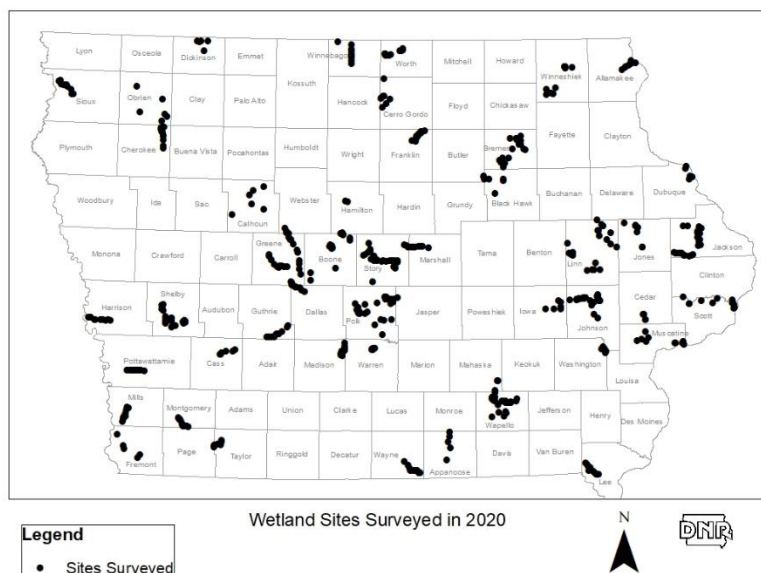 Lyon Osceola Dickinson Emmet Winnebago Worth Mitchell Howard Winneshiek Allamakee
Kossuth
Sioux Obrien Clay Palo Alto Hancock Cerro Gordo Floyd Chickasaw
Fayette Clayton
Plymouth Cherokee Buena Vista Pocahontas Humboldt Wright Franklin Butler Bremer
Woodbury Ide Sac Calhoun Webster Hamilton Hardin Grundy Black Hawk Buchanan Delaware Dubuque
Monona Crawford Carroll Greene Boone Story Marshall Tama Benton Linn Jones Jackson
Clinton
Harrison Shelby Audubon Guthrie Dallas Polk Jasper Poweshiek Iowa Johnson Cedar Scott
Muscatine
Pottawattamie Cass Adair Madison Warren Marion Mahaska Keokuk Washington Louisa
Mills Montgomery Adams Union Clarke Lucas Monroe Wapello Jefferson Henry Des Moines
Fremont Page Taylor Ringgold Decatur Wayne Appanoose Davis Van Buren Lee
Wetland Sites Surveyed in 2020
N
DNR
Legend
Sites Surveyed